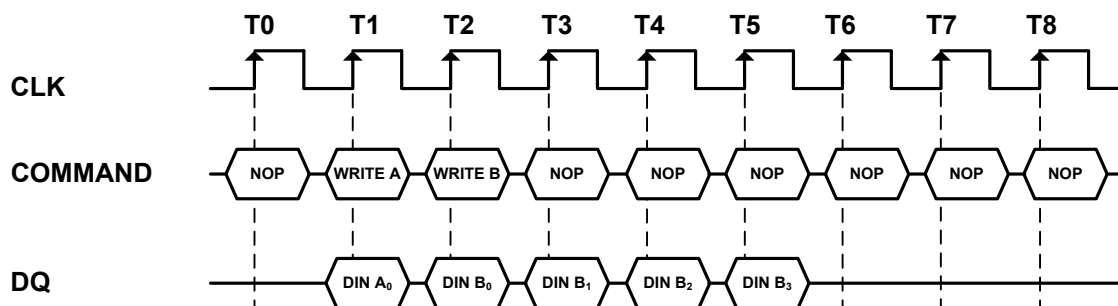 T0 T1 T2 T3 T4 T5 T6 T7 T8
CLK
COMMAND NOP WRITE A WRITE B NOP NOP NOP NOP NOP NOP
DQ DIN A₀ DIN B₀ DIN B₁ DIN B₂ DIN B₃